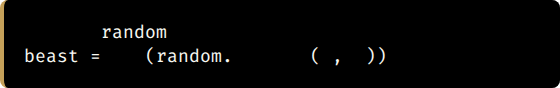 random
beast = (random. ( , ))